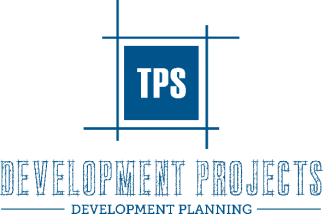 TPS
DEVELOPMENT PROJECTS
DEVELOPMENT PLANNING